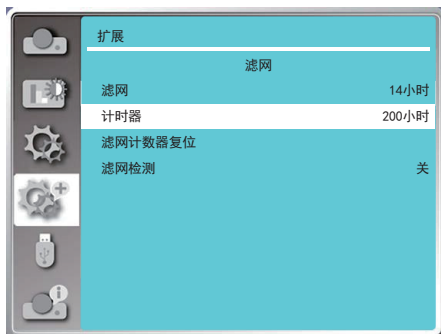 扩展
滤网
滤网 14小时
计时器 200小时
滤网计数器复位
滤网检测 关